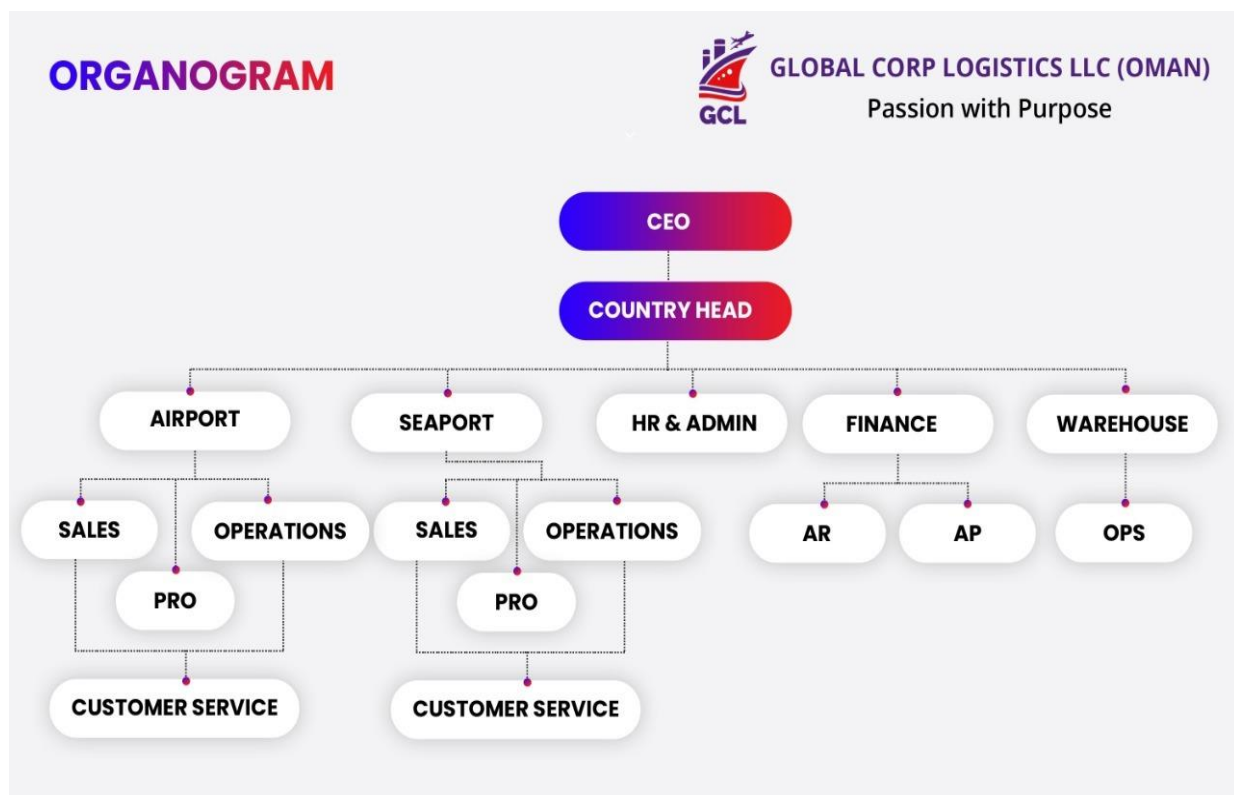 ORGANOGRAM
GCL
GLOBAL CORP LOGISTICS LLC (OMAN)
Passion with Purpose
CEO
COUNTRY HEAD
AIRPORT
SEAPORT
HR & ADMIN
FINANCE
WAREHOUSE
SALES
OPERATIONS
SALES
OPERATIONS
AR
AP
OPS
PRO
PRO
CUSTOMER SERVICE
CUSTOMER SERVICE